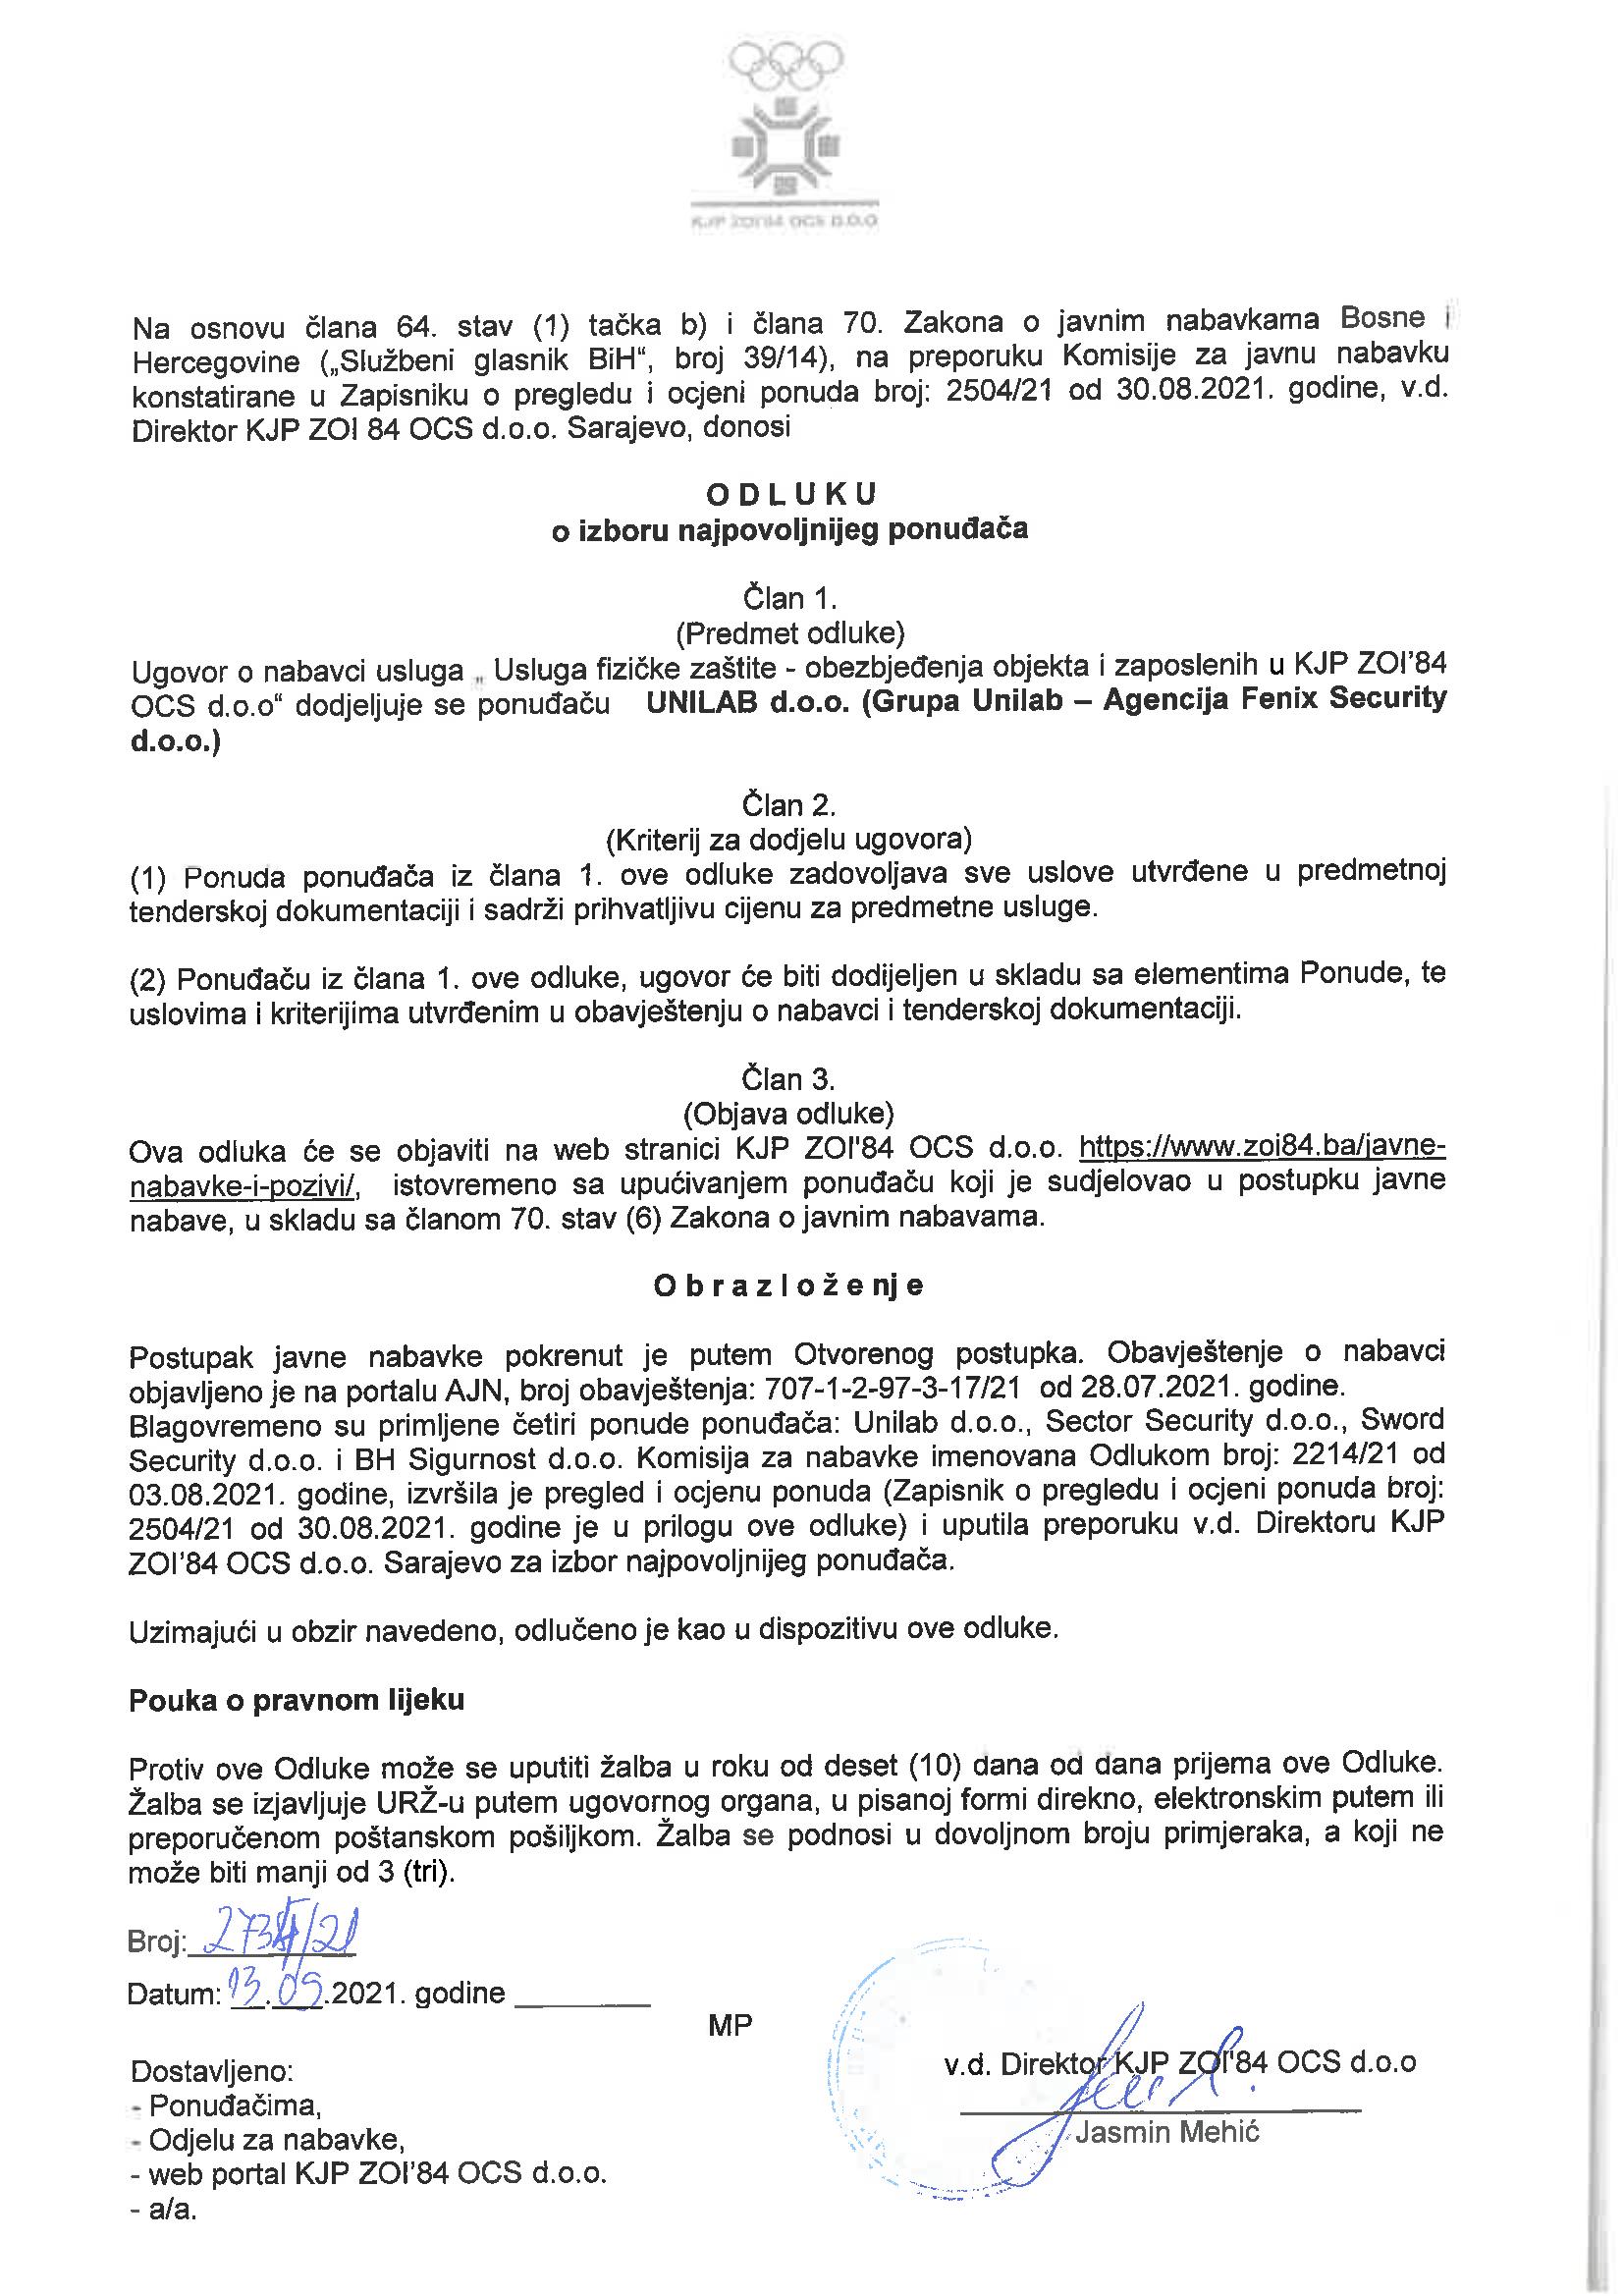 KJP ZOI'84 OCS D.O.O
Na osnovu člana 64. stav (1) tačka b) i člana 70. Zakona o javnim nabavkama Bosne i
Hercegovine („Službeni glasnik BiH“, broj 39/14), na preporuku Komisije za javnu nabavku
konstatirane u Zapisniku o pregledu i ocjeni ponuda broj: 2504/21 od 30.08.2021. godine, v.d.
Direktor KJP ZOI 84 OCS d.o.o. Sarajevo, donosi
O D L U K U
o izboru najpovoljnijeg ponuđača
Član 1.
(Predmet odluke)
Ugovor o nabavci usluga „ Usluga fizičke zaštite - obezbjeđenja objekta i zaposlenih u KJP ZOI’84
OCS d.o.o“ dodjeljuje se ponuđaču UNILAB d.o.o. (Grupa Unilab – Agencija Fenix Security
d.o.o.)
Član 2.
(Kriterij za dodjelu ugovora)
(1) Ponuda ponuđača iz člana 1. ove odluke zadovoljava sve uslove utvrđene u predmetnoj
tenderskoj dokumentaciji i sadrži prihvatljivu cijenu za predmetne usluge.
(2) Ponuđaču iz člana 1. ove odluke, ugovor će biti dodijeljen u skladu sa elementima Ponude, te
uslovima i kriterijima utvrđenim u obavještenju o nabavci i tenderskoj dokumentaciji.
Član 3.
(Objava odluke)
Ova odluka će se objaviti na web stranici KJP ZOI'84 OCS d.o.o. https://www.zoi84.ba/javne-
nabavke-i-pozivi/, istovremeno sa upućivanjem ponuđaču koji je sudjelovao u postupku javne
nabave, u skladu sa članom 70. stav (6) Zakona o javnim nabavama.
O b r a z l o ž e nj e
Postupak javne nabavke pokrenut je putem Otvorenog postupka. Obavještenje o nabavci
objavljeno je na portalu AJN, broj obavještenja: 707-1-2-97-3-17/21 od 28.07.2021. godine.
Blagovremeno su primljene četiri ponude ponuđača: Unilab d.o.o., Sector Security d.o.o., Sword
Security d.o.o. i BH Sigurnost d.o.o. Komisija za nabavke imenovana Odlukom broj: 2214/21 od
03.08.2021. godine, izvršila je pregled i ocjenu ponuda (Zapisnik o pregledu i ocjeni ponuda broj:
2504/21 od 30.08.2021. godine je u prilogu ove odluke) i uputila preporuku v.d. Direktoru KJP
ZOI’84 OCS d.o.o. Sarajevo za izbor najpovoljnijeg ponuđača.
Uzimajući u obzir navedeno, odlučeno je kao u dispozitivu ove odluke.
Pouka o pravnom lijeku
Protiv ove Odluke može se uputiti žalba u roku od deset (10) dana od dana prijema ove Odluke.
Žalba se izjavljuje URŽ-u putem ugovornog organa, u pisanoj formi direkno, elektronskim putem ili
preporučenom poštanskom pošiljkom. Žalba se podnosi u dovoljnom broju primjeraka, a koji ne
može biti manji od 3 (tri).
Broj:
Datum: 13.09.2021. godine
MP
v.d. Direktor KJP ZOI'84 OCS d.o.o
Jasmin Mehić
Dostavljeno:
- Ponuđačima,
- Odjelu za nabavke,
- web portal KJP ZOI’84 OCS d.o.o.
- a/a.